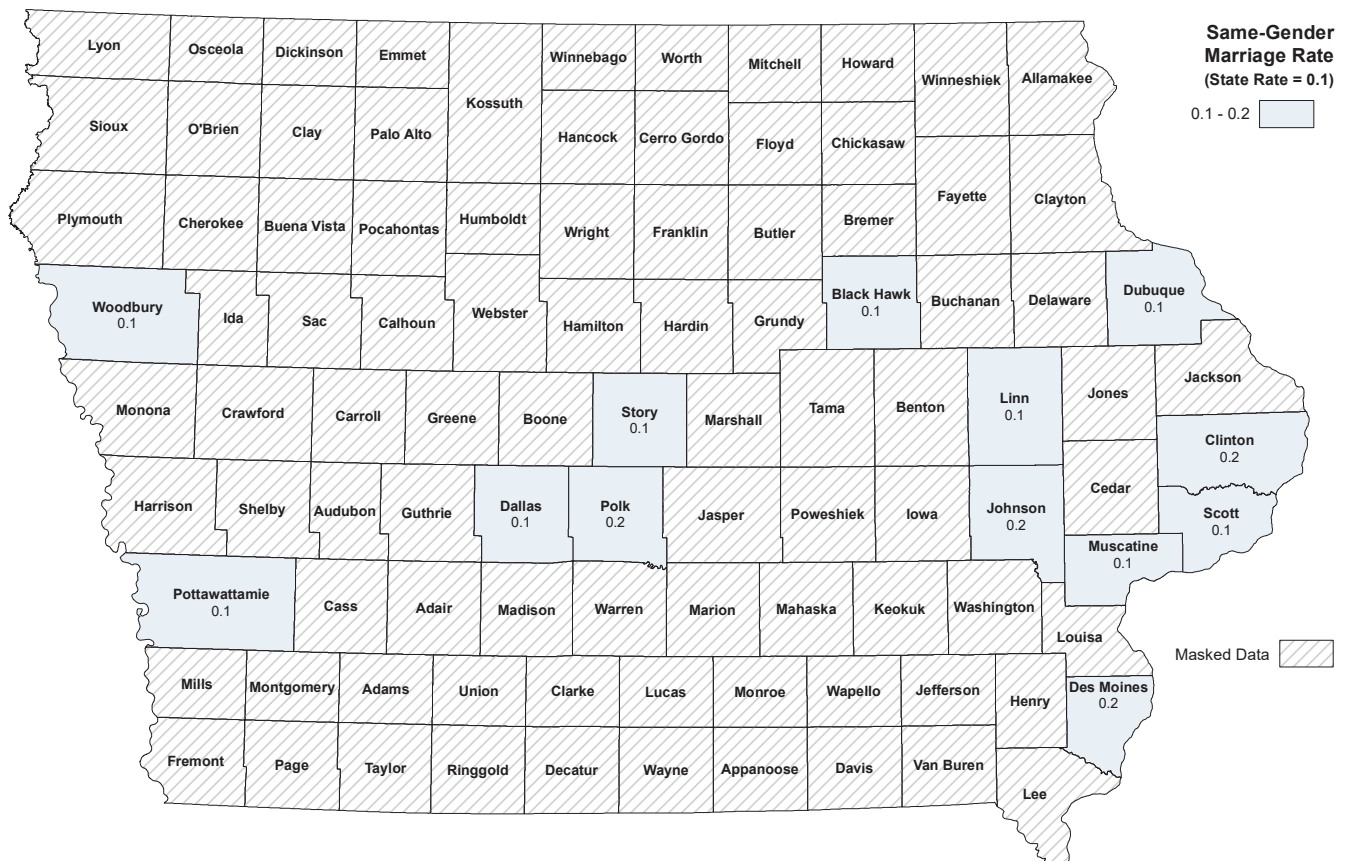 Same-Gender
Marriage Rate
(State Rate = 0.1)
0.1 - 0.2
Lyon
Osceola
Dickinson
Emmet
Kossuth
Winnebago
Worth
Mitchell
Howard
Winneshiek
Allamakee
Sioux
O'Brien
Clay
Palo Alto
Hancock
Cerro Gordo
Floyd
Chickasaw
Plymouth
Cherokee
Buena Vista
Pocahontas
Humboldt
Wright
Franklin
Butler
Bremer
Fayette
Clayton
Woodbury
0.1
Ida
Sac
Calhoun
Webster
Hamilton
Hardin
Grundy
Black Hawk
0.1
Buchanan
Delaware
Dubuque
0.1
Monona
Crawford
Carroll
Greene
Boone
Story
0.1
Marshall
Tama
Benton
Linn
0.1
Jones
Jackson
Clinton
0.2
Harrison
Shelby
Audubon
Guthrie
Dallas
0.1
Polk
0.2
Jasper
Poweshiek
Iowa
Johnson
0.2
Cedar
Scott
0.1
Muscatine
0.1
Pottawattamie
0.1
Cass
Adair
Madison
Warren
Marion
Mahaska
Keokuk
Washington
Louisa
Masked Data
Mills
Montgomery
Adams
Union
Clarke
Lucas
Monroe
Wapello
Jefferson
Henry
Des Moines
0.2
Fremont
Page
Taylor
Ringgold
Decatur
Wayne
Appanoose
Davis
Van Buren
Lee